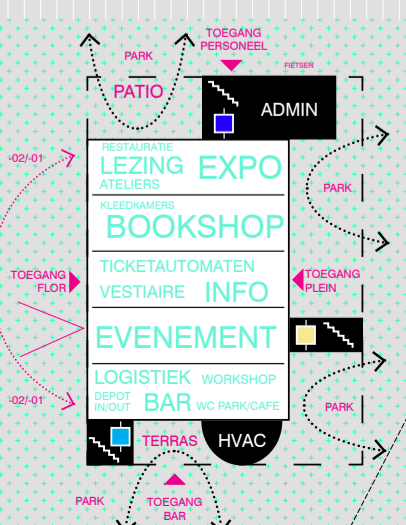 TOEGANG
PERSONEEL
PARK
FIETSEN
PATIO
ADMIN
RESTAURATIE
LEZING EXPO
ATELIERS
-02/-01
KLEEDKAMERS
BOOKSHOP
PARK
TICKETAUTOMATEN
TOEGANG
FLOR
VESTIAIRE INFO
TOEGANG
PLEIN
EVENEMENT
LOGISTIEK WORKSHOP
DEPOT
IN/OUT
BAR WC PARK/CAFE
-02/-01
PARK
TERRAS HVAC
PARK
TOEGANG
BAR